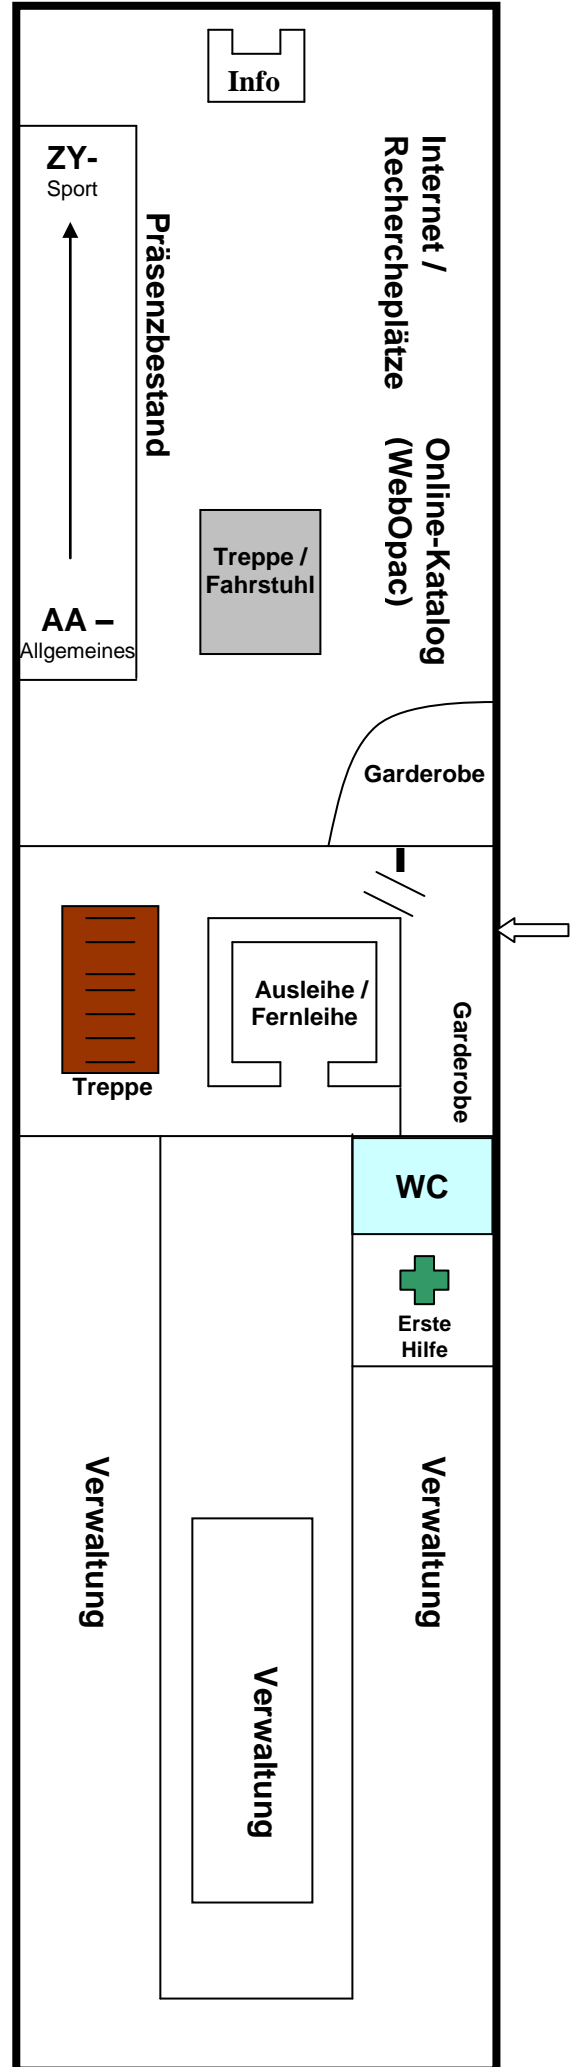 Info
ZY-
Sport
Präsenzbestand
Internet /
Rechercheplätze
Online-Katalog
(WebOpac)
Treppe /
Fahrstuhl
AA –
Allgemeines
Garderobe
Ausleihe /
Fernleihe
Garderobe
Treppe
WC
Erste
Hilfe
Verwaltung
Verwaltung
Verwaltung